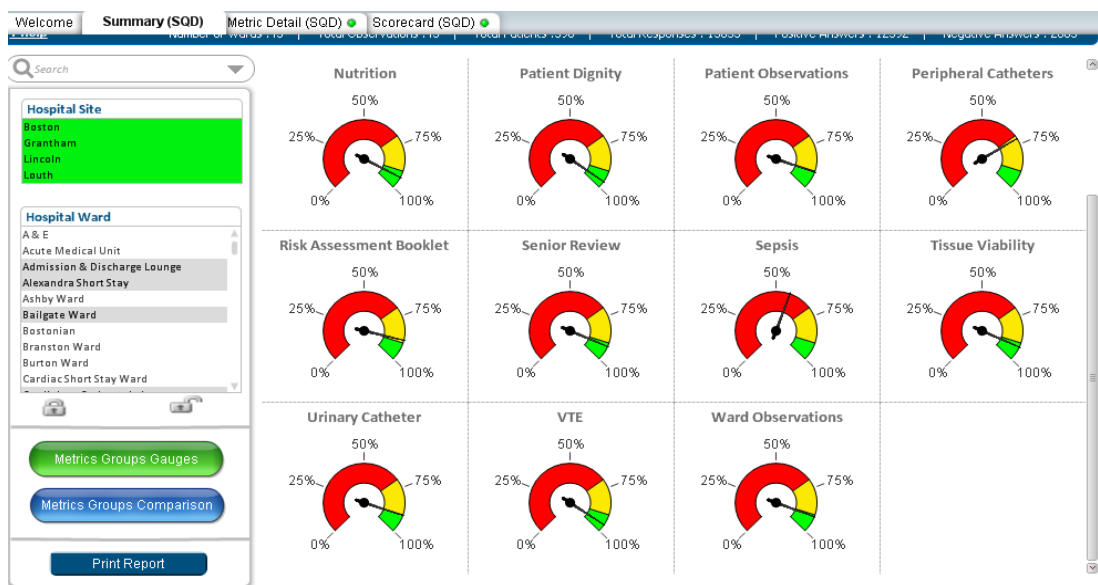 Welcome
Summary (SQD)
Metric Detail (SQD)
Scorecard (SQD)
Search
Hospital Site
Boston
Grantham
Lincoln
Louth
Hospital Ward
A & E
Acute Medical Unit
Admission & Discharge Lounge
Alexandra Short Stay
Ashby Ward
Bailgate Ward
Bostonian
Branston Ward
Burton Ward
Cardiac Short Stay Ward
Metrics Groups Gauges
Metrics Groups Comparison
Print Report
Nutrition
50%
25%
75%
0%
100%
Patient Dignity
50%
25%
75%
0%
100%
Patient Observations
50%
25%
75%
0%
100%
Peripheral Catheters
50%
25%
75%
0%
100%
Risk Assessment Booklet
50%
25%
75%
0%
100%
Senior Review
50%
25%
75%
0%
100%
Sepsis
50%
25%
75%
0%
100%
Tissue Viability
50%
25%
75%
0%
100%
Urinary Catheter
50%
25%
75%
0%
100%
VTE
50%
25%
75%
0%
100%
Ward Observations
50%
25%
75%
0%
100%